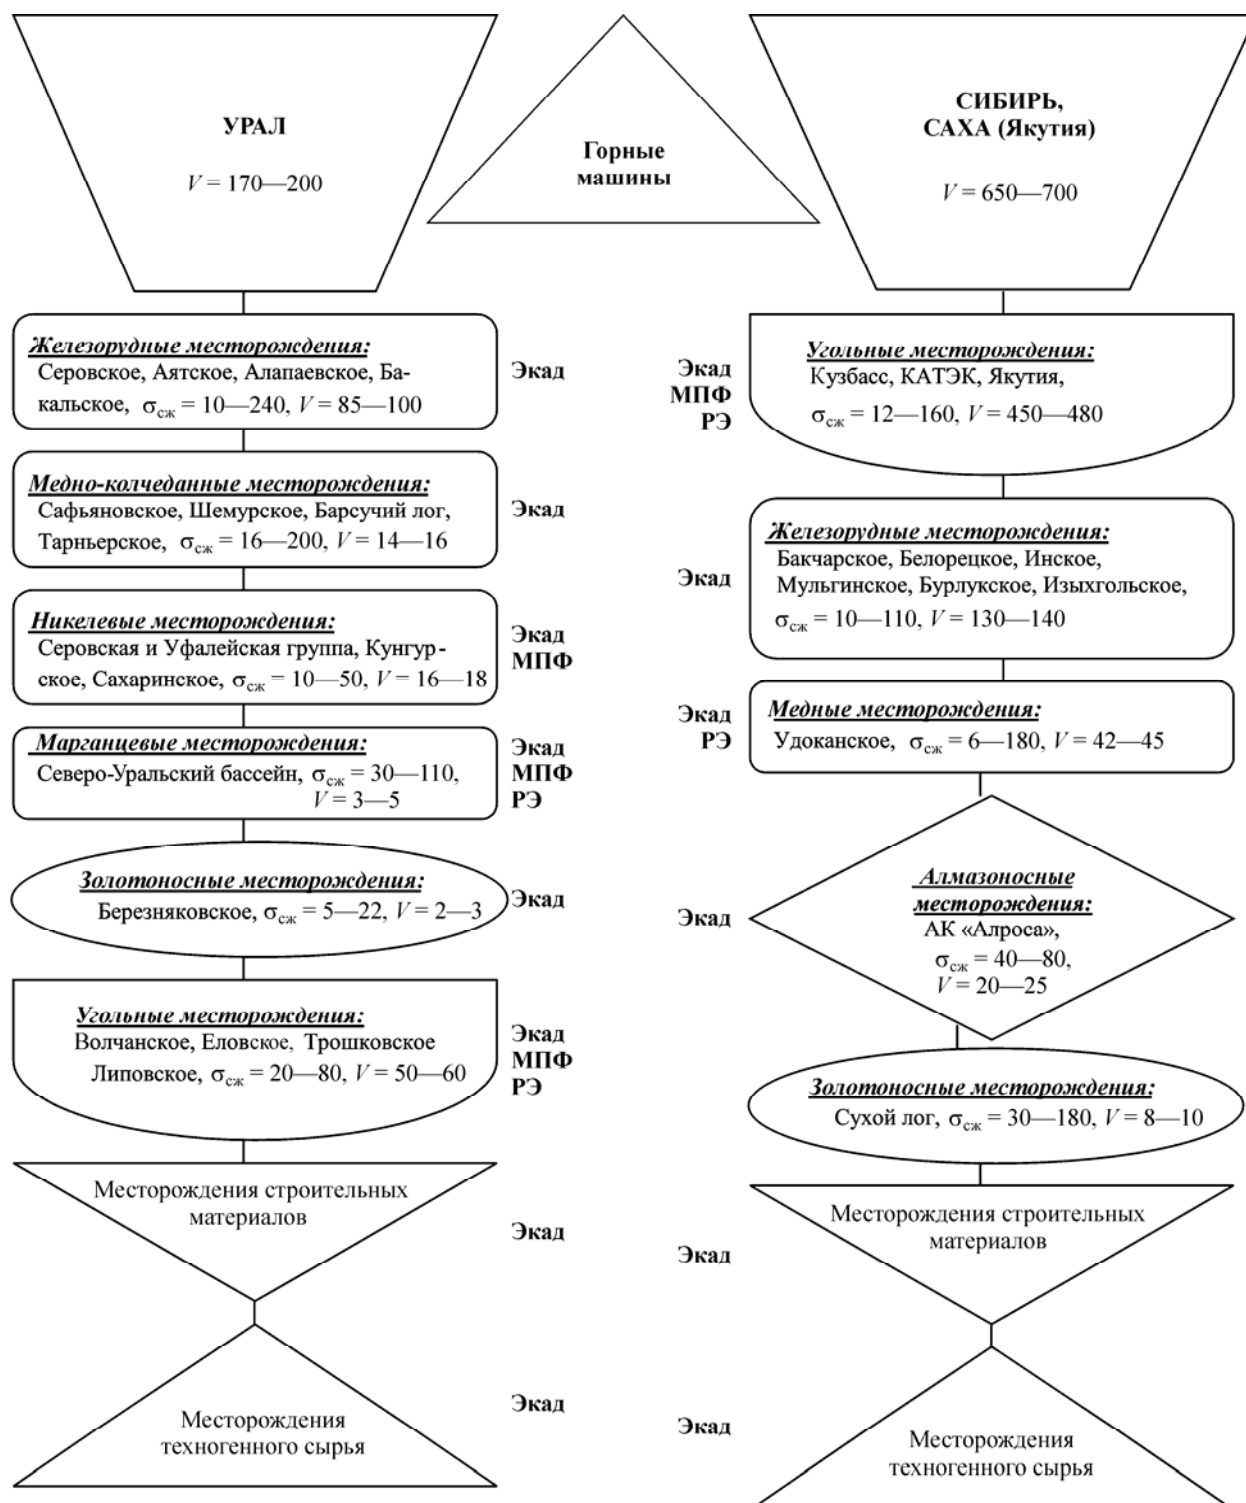 УРАЛ
V = 170—200
Горные
машины
СИБИРЬ,
САХА (Якутия)
V = 650—700
Железорудные месторождения:
Серовское, Аятское, Алапаевское, Ба-
кальское, σсж = 10—240, V = 85—100
Экад
Медно-колчеданные месторождения:
Сафьяновское, Шемурское, Барсучий лог,
Тарньерское, σсж = 16—200, V = 14—16
Экад
Никелевые месторождения:
Серовская и Уфалейская группа, Кунгур-
ское, Сахаринское, σсж = 10—50, V = 16—18
Экад
МПФ
Марганцевые месторождения:
Северо-Уральский бассейн, σсж = 30—110,
V = 3—5
Экад
МПФ
РЭ
Золотоносные месторождения:
Березняковское, σсж = 5—22, V = 2—3
Экад
Угольные месторождения:
Волчанское, Еловское, Трошковское
Липовское, σсж = 20—80, V = 50—60
Экад
МПФ
РЭ
Месторождения строительных
материалов
Экад
Месторождения
техногенного сырья
Экад
Экад
МПФ
РЭ
Угольные месторождения:
Кузбасс, КАТЭК, Якутия,
σсж = 12—160, V = 450—480
Экад
Железорудные месторождения:
Бакчарское, Белорецкое, Инское,
Мульгинское, Бурлукское, Изыхгольское,
σсж = 10—110, V = 130—140
Экад
РЭ
Медные месторождения:
Удоканское, σсж = 6—180, V = 42—45
Экад
Алмазоносные
месторождения:
АК «Алроса»,
σсж = 40—80,
V = 20—25
Золотоносные месторождения:
Сухой лог, σсж = 30—180, V = 8—10
Экад
Месторождения строительных
материалов
Экад
Месторождения
техногенного сырья